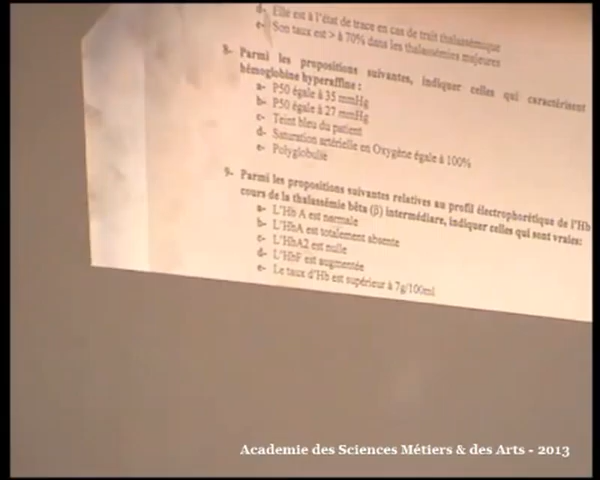 d- Elle est à l'état de trace en cas de trait thalassémique
e- Son taux est > à 70% dans les thalassémies majeures
8- Parmi les propositions suivantes, indiquer celles qui caractérisent
hémoglobine hyperaffine :
a- P50 égale à 35 mmHg
b- P50 égale à 27 mmHg
c- Teint bleu du patient
d- Saturation artérielle en Oxygène égale à 100%
e- Polyglobulie
9- Parmi les propositions suivantes relatives au profil électrophorétique de l'Hb
cours de la thalassémie bêta (β) intermédiare, indiquer celles qui sont vraies:
a- L'Hb A est normale
b- L'HbA est totalement absente
c- L'HbA2 est nulle
d- L'HbF est augmentée
e- Le taux d'Hb est supérieur à 7g/100ml
Academie des Sciences Métiers & des Arts - 2013